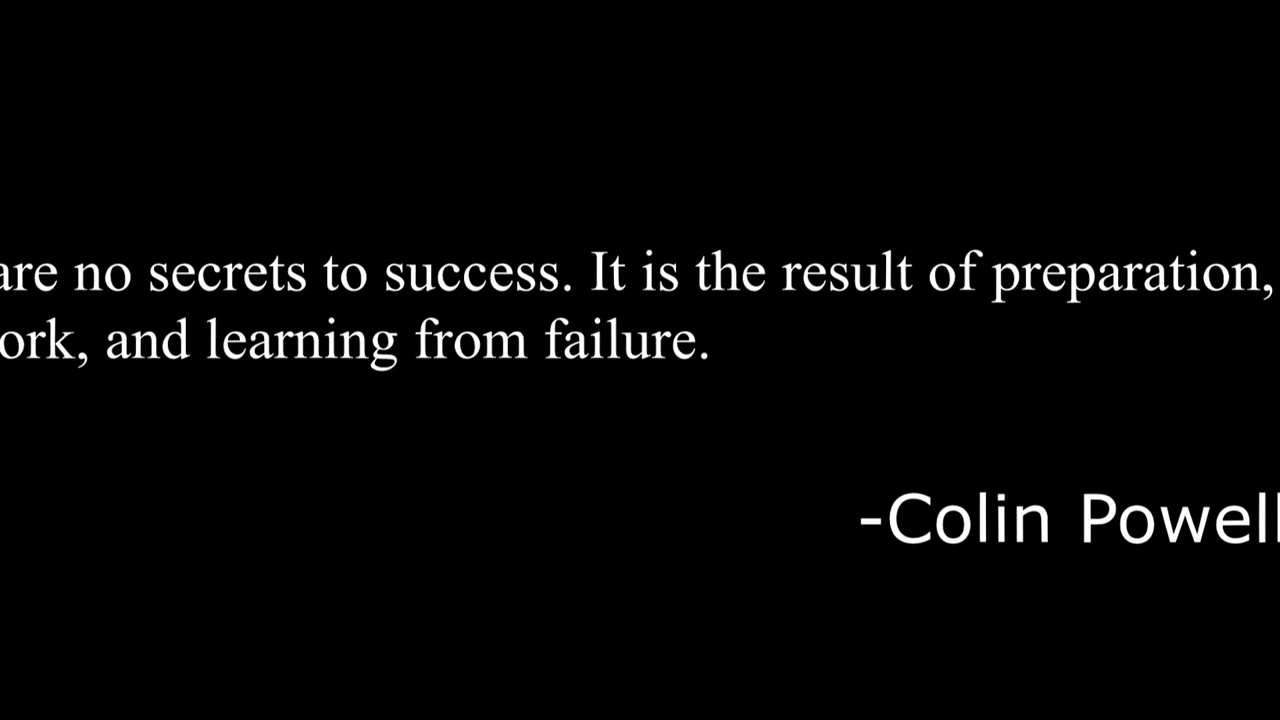 are no secrets to success. It is the result of preparation,
ork, and learning from failure.
-Colin Powell